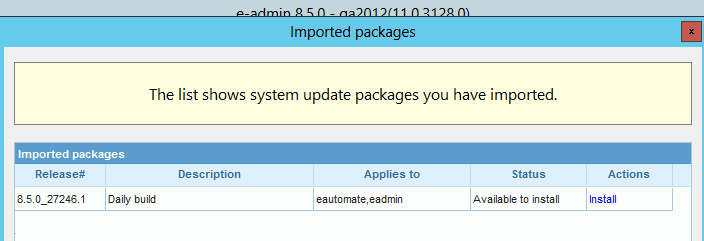 e-admin 8.5.0 - qa2012(11.0.3128.0)
Imported packages
x
The list shows system update packages you have imported.
Imported packages
Release# Description Applies to Status Actions
8.5.0_27246.1 Daily build eautomate,eadmin Available to install Install